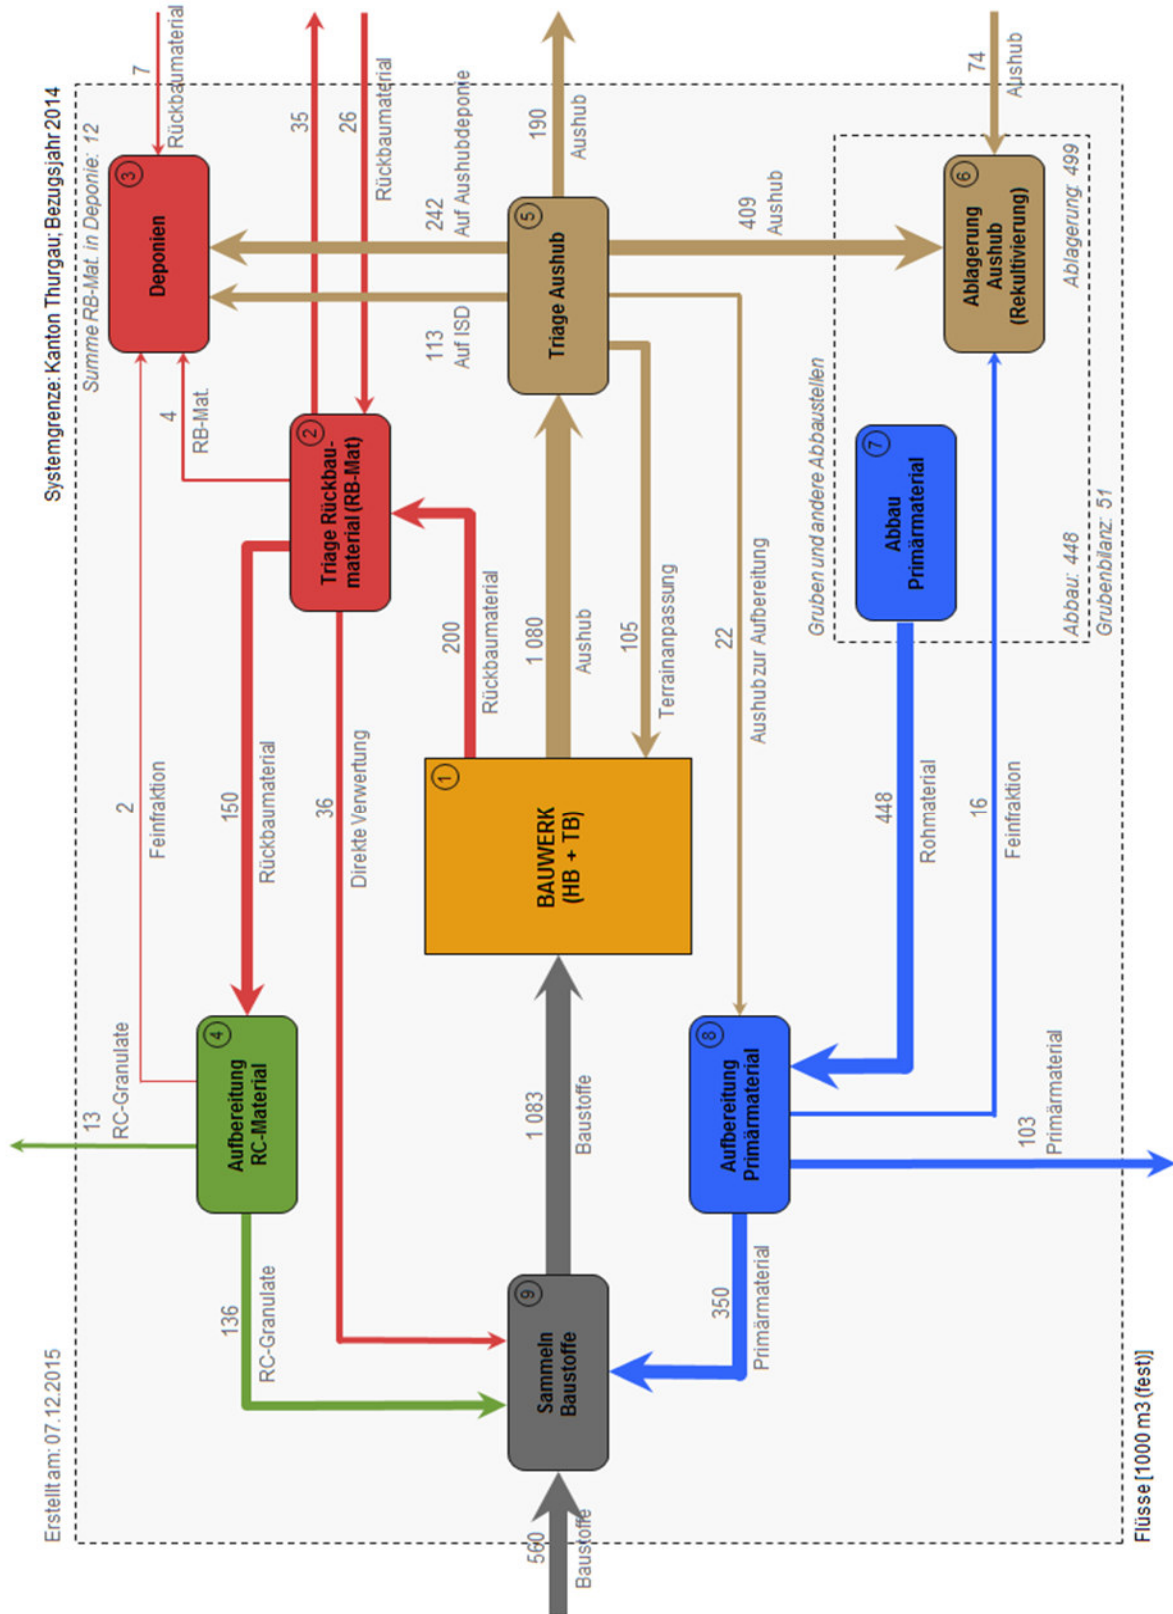 Erstellt am: 07.12.2015
Systemgrenze: Kanton Thurgau; Bezugsjahr 2014
Summe RB-Mat. in Deponie: 12
13
RC-Granulate
2
Feinfraktion
4
RB-Mat.
3
Deponien
7
Rückbaumaterial
136
RC-Granulate
4
Aufbereitung
RC-Material
150
Rückbaumaterial
36
Direkte Verwertung
2
Triage Rückbau-
material (RB-Mat)
35
26
Rückbaumaterial
200
Rückbaumaterial
113
Auf ISD
242
Auf Aushubdeponie
560
Baustoffe
9
Sammeln
Baustoffe
1 083
Baustoffe
1
BAUWERK
(HB + TB)
1 080
Aushub
5
Triage Aushub
190
Aushub
105
Terrainanpassung
22
Aushub zur Aufbereitung
409
Aushub
350
Primärmaterial
8
Aufbereitung
Primärmaterial
448
Rohmaterial
16
Feinfraktion
103
Primärmaterial
Gruben und andere Abbaustellen
7
Abbau
Primärmaterial
6
Ablagerung
Aushub
(Rekultivierung)
74
Aushub
Abbau: 448
Ablagerung: 499
Grubenbilanz: 51
Flüsse [1000 m3 (fest)]